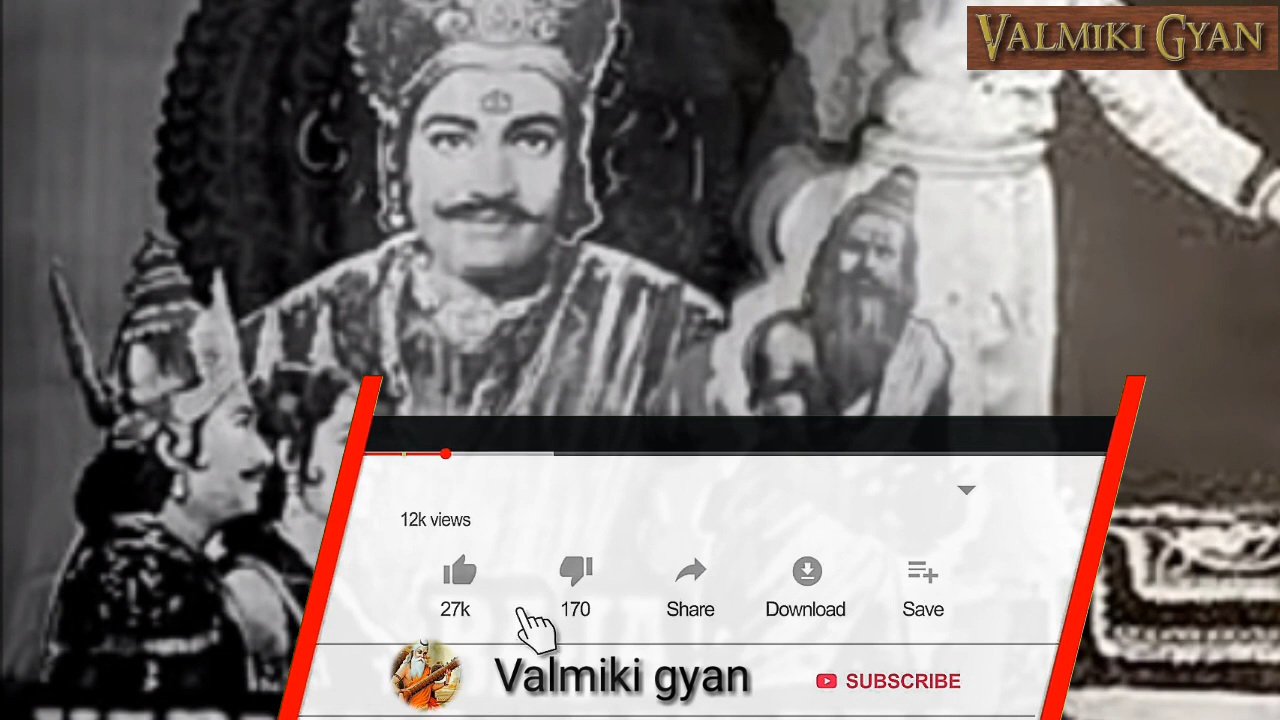 VALMIKI GYAN
12k views
27k
170
Share
Download
Save
Valmiki gyan
SUBSCRIBE